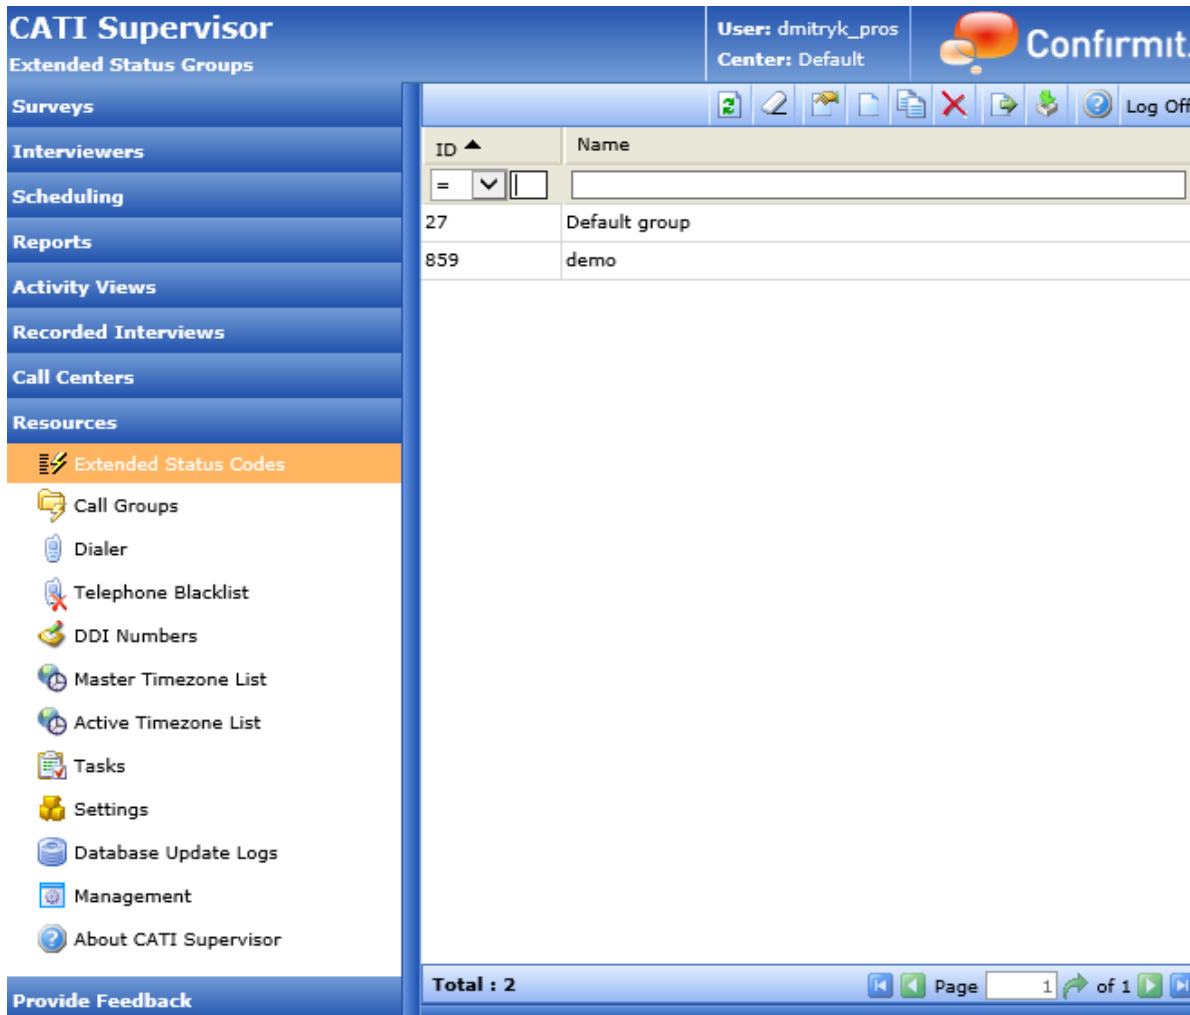 CATI Supervisor
Extended Status Groups
User: dmitryk_pros
Center: Default
Confirmit.
Log Off
Surveys
Interviewers
Scheduling
Reports
Activity Views
Recorded Interviews
Call Centers
Resources
Extended Status Codes
Call Groups
Dialer
Telephone Blacklist
DDI Numbers
Master Timezone List
Active Timezone List
Tasks
Settings
Database Update Logs
Management
About CATI Supervisor
Provide Feedback
ID Name
=
27 Default group
859 demo
Total : 2 Page 1 of 1